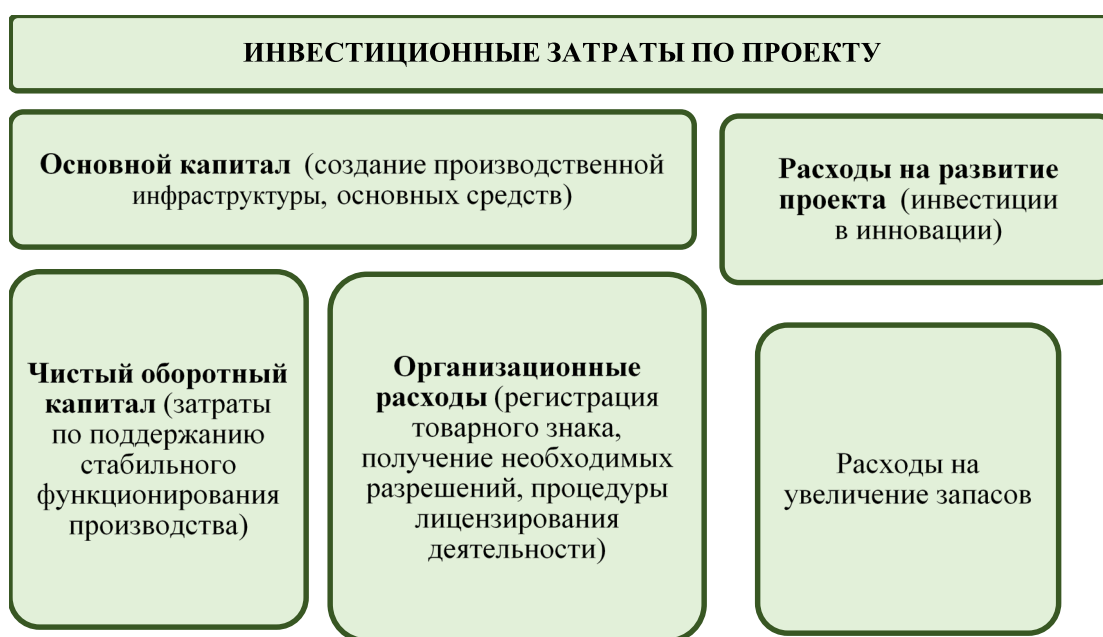 ИНВЕСТИЦИОННЫЕ ЗАТРАТЫ ПО ПРОЕКТУ
Основной капитал (создание производственной
инфраструктуры, основных средств)
Расходы на развитие
проекта (инвестиции
в инновации)
Чистый оборотный
капитал (затраты
по поддержанию
стабильного
функционирования
производства)
Организационные
расходы (регистрация
товарного знака,
получение необходимых
разрешений, процедуры
лицензирования
деятельности)
Расходы на
увеличение запасов